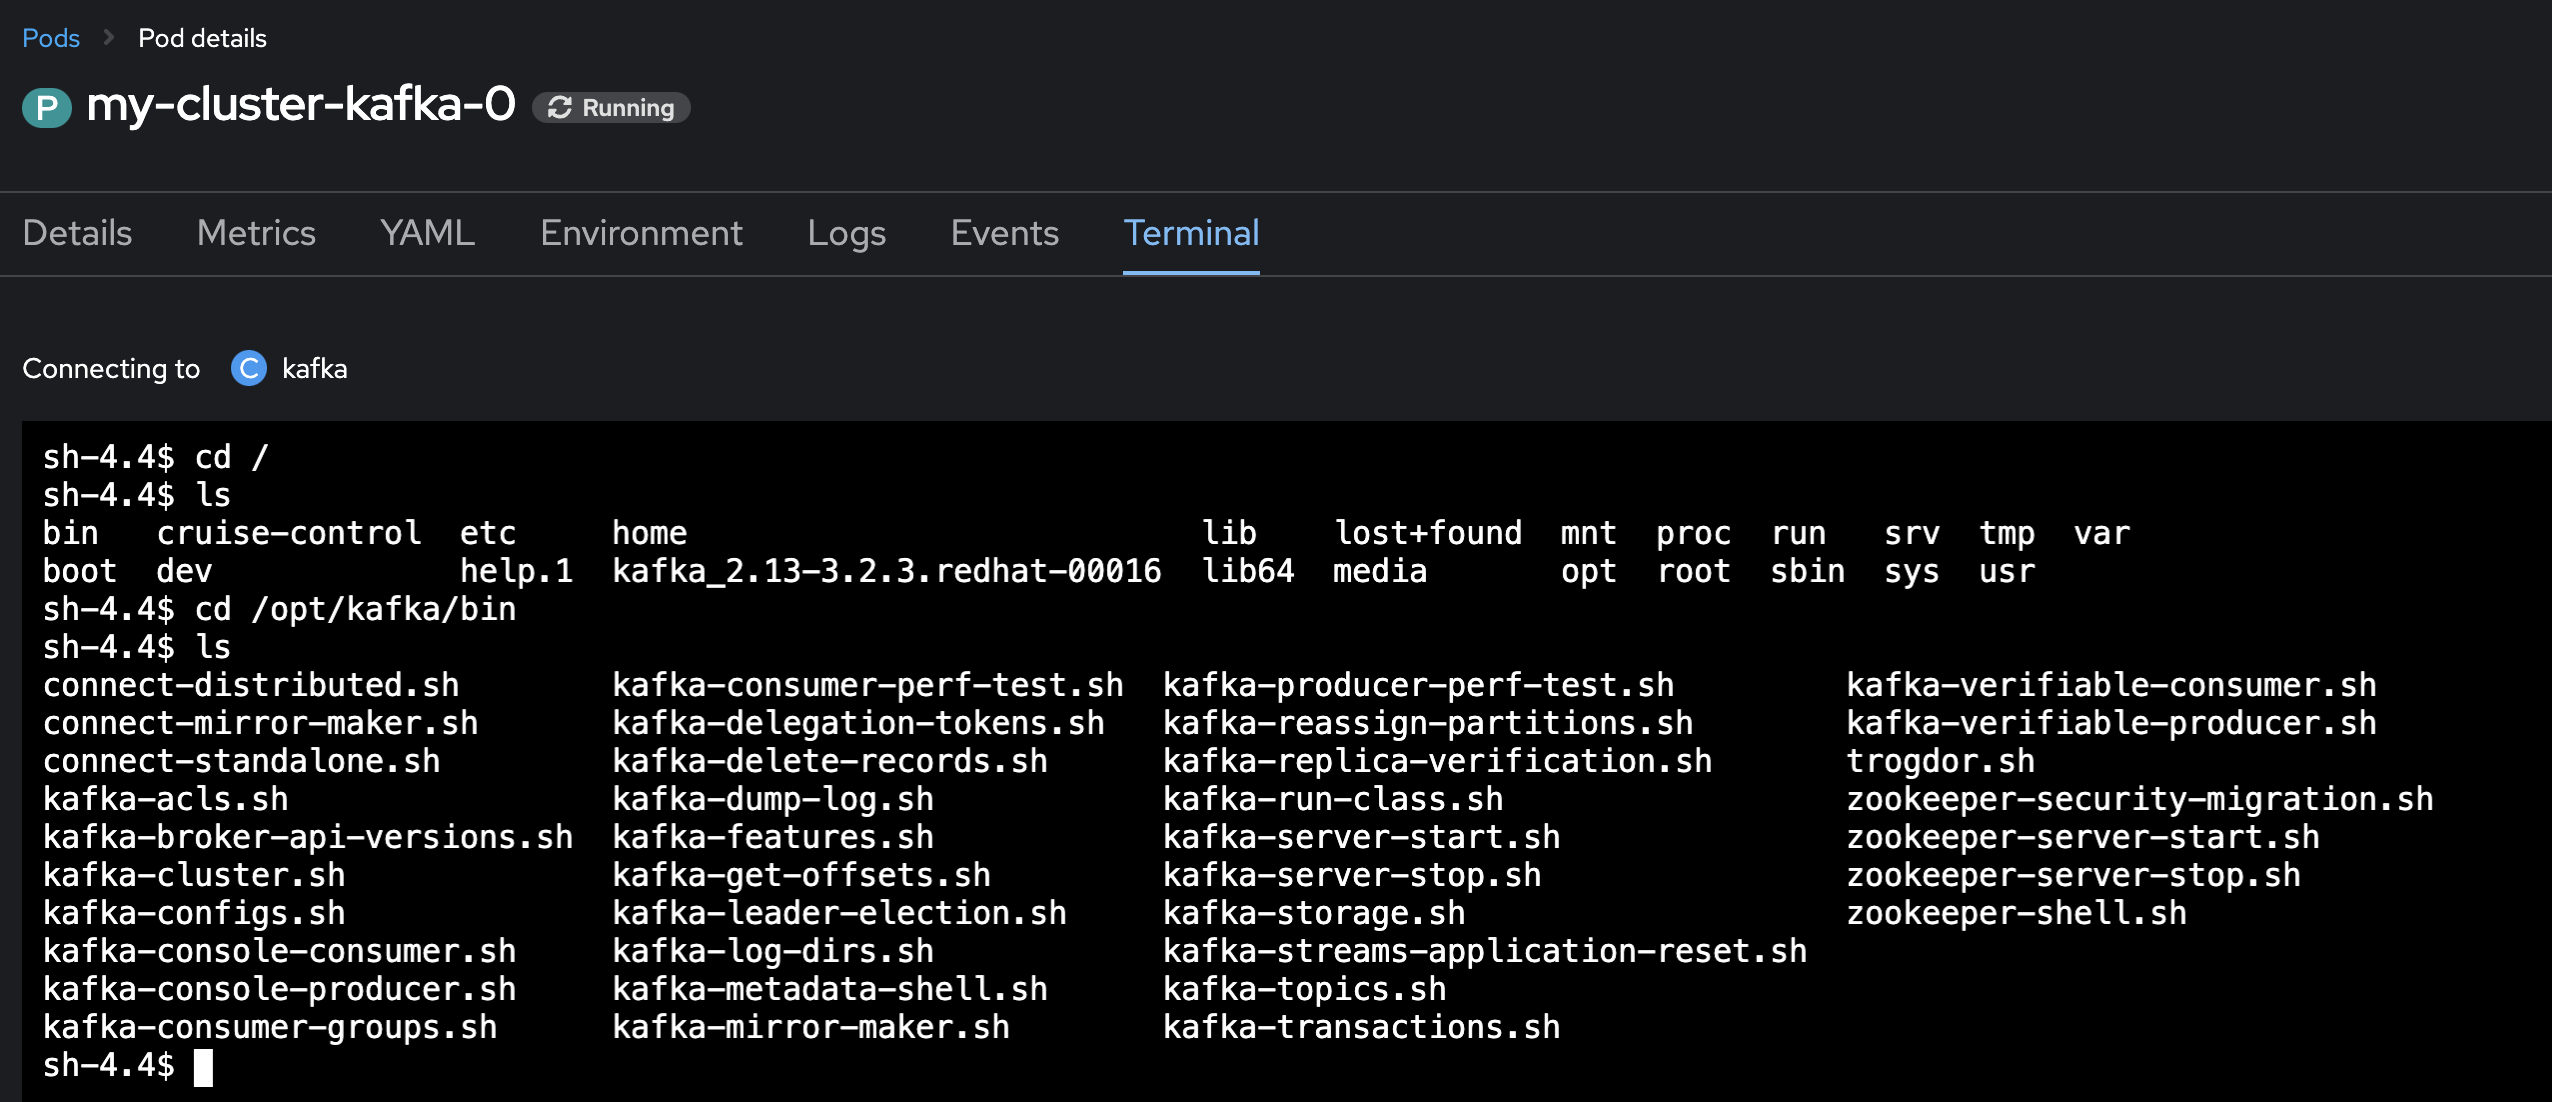 Pods > Pod details
P my-cluster-kafka-0 Running
Details Metrics YAML Environment Logs Events Terminal
Connecting to C kafka
sh-4.4$ cd /
sh-4.4$ ls
bin   cruise-control  etc     home                           lib    lost+found  mnt  proc  run   srv  tmp  var
boot  dev             help.1  kafka_2.13-3.2.3.redhat-00016  lib64  media       opt  root  sbin  sys  usr
sh-4.4$ cd /opt/kafka/bin
sh-4.4$ ls
connect-distributed.sh        kafka-consumer-perf-test.sh  kafka-producer-perf-test.sh         kafka-verifiable-consumer.sh
connect-mirror-maker.sh       kafka-delegation-tokens.sh   kafka-reassign-partitions.sh        kafka-verifiable-producer.sh
connect-standalone.sh         kafka-delete-records.sh      kafka-replica-verification.sh       trogdor.sh
kafka-acls.sh                 kafka-dump-log.sh            kafka-run-class.sh                  zookeeper-security-migration.sh
kafka-broker-api-versions.sh  kafka-features.sh            kafka-server-start.sh               zookeeper-server-start.sh
kafka-cluster.sh              kafka-get-offsets.sh         kafka-server-stop.sh                zookeeper-server-stop.sh
kafka-configs.sh              kafka-leader-election.sh     kafka-storage.sh                    zookeeper-shell.sh
kafka-console-consumer.sh     kafka-log-dirs.sh            kafka-streams-application-reset.sh
kafka-console-producer.sh     kafka-metadata-shell.sh      kafka-topics.sh
kafka-consumer-groups.sh      kafka-mirror-maker.sh        kafka-transactions.sh
sh-4.4$